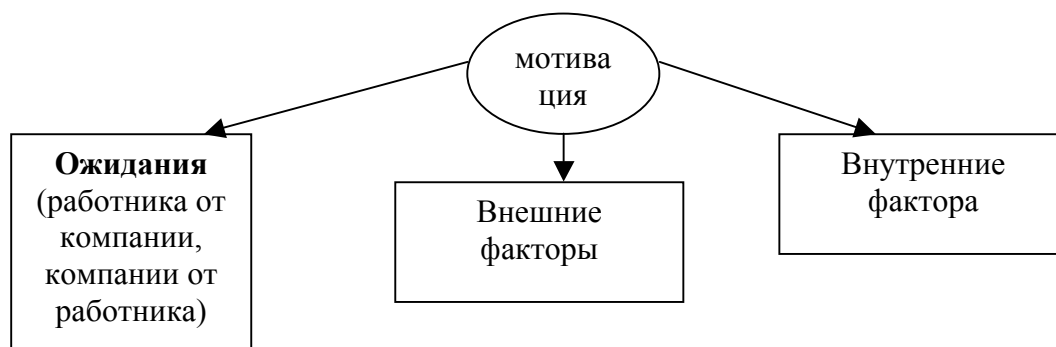 мотива
ция
Ожидания
(работника от
компании,
компании от
работника)
Внешние
факторы
Внутренние
фактора